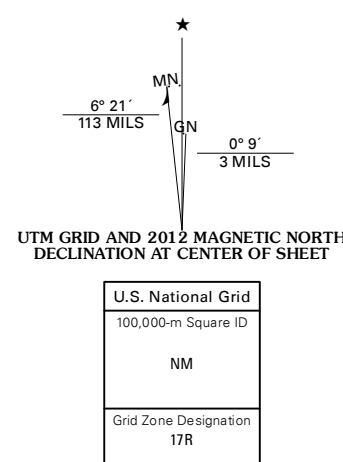 ★
MN.
GN
6° 21´
113 MILS
0° 9´
3 MILS
UTM GRID AND 2012 MAGNETIC NORTH
DECLINATION AT CENTER OF SHEET
U.S. National Grid
100,000-m Square ID
NM
Grid Zone Designation
17R